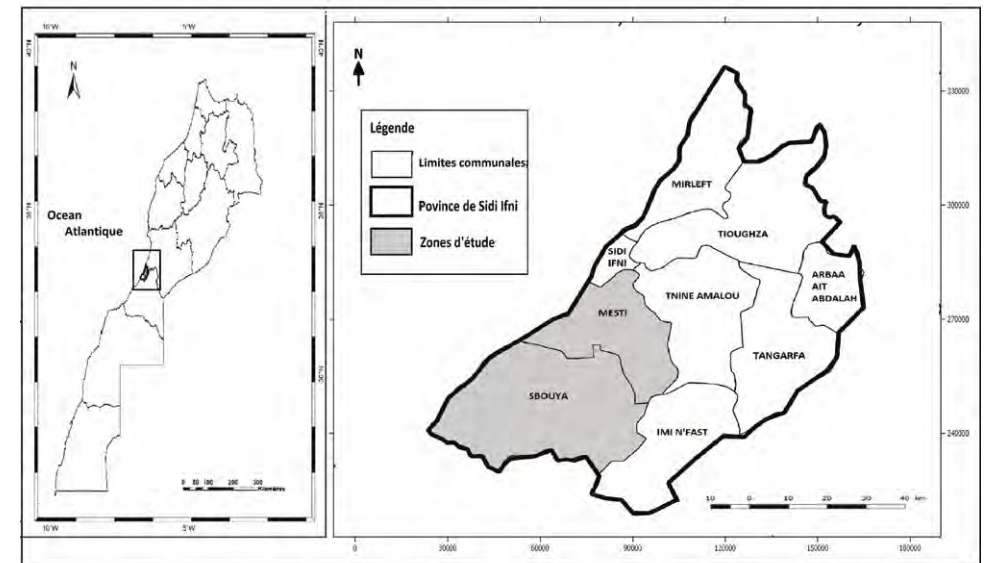 10°W 5°W
N
Ocean
Atlantique
10°W 5°W
N
Légende
Limites communales
Povince de Sidi Ifni
Zones d'étude
MIRLEFT
TIOUGHZA
SIDI
IFNI
ARBAA
AIT
ABDALAH
TNINE AMALOU
MESTI
TANGARFA
SBOUYA
IMI N'FAST
330000
300000
270000
240000
10 0 10 20 30 40 km
0 30000 60000 90000 120000 150000 180000